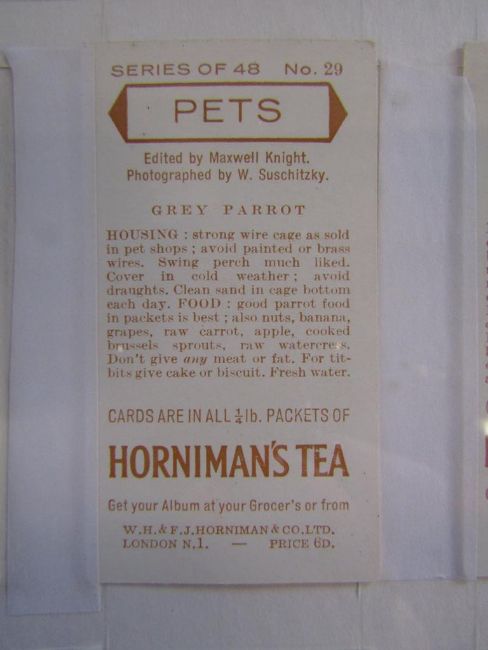 SERIES OF 48 No. 29
PETS
Edited by Maxwell Knight.
Photographed by W. Suschitzky.
GREY PARROT
HOUSING : strong wire cage as sold
in pet shops ; avoid painted or brass
wires. Swing perch much liked.
Cover in cold weather ; avoid
draughts. Clean sand in cage bottom
each day. FOOD : good parrot food
in packets is best ; also nuts, banana,
grapes, raw carrot, apple, cooked
brussels sprouts, raw watercress.
Don't give any meat or fat. For tit-
bits give cake or biscuit. Fresh water.
CARDS ARE IN ALL ¼lb. PACKETS OF
HORNIMAN'S TEA
Get your Album at your Grocer's or from
W.H. & F.J. HORNIMAN & CO. LTD.
LONDON N.1. — PRICE 6D.